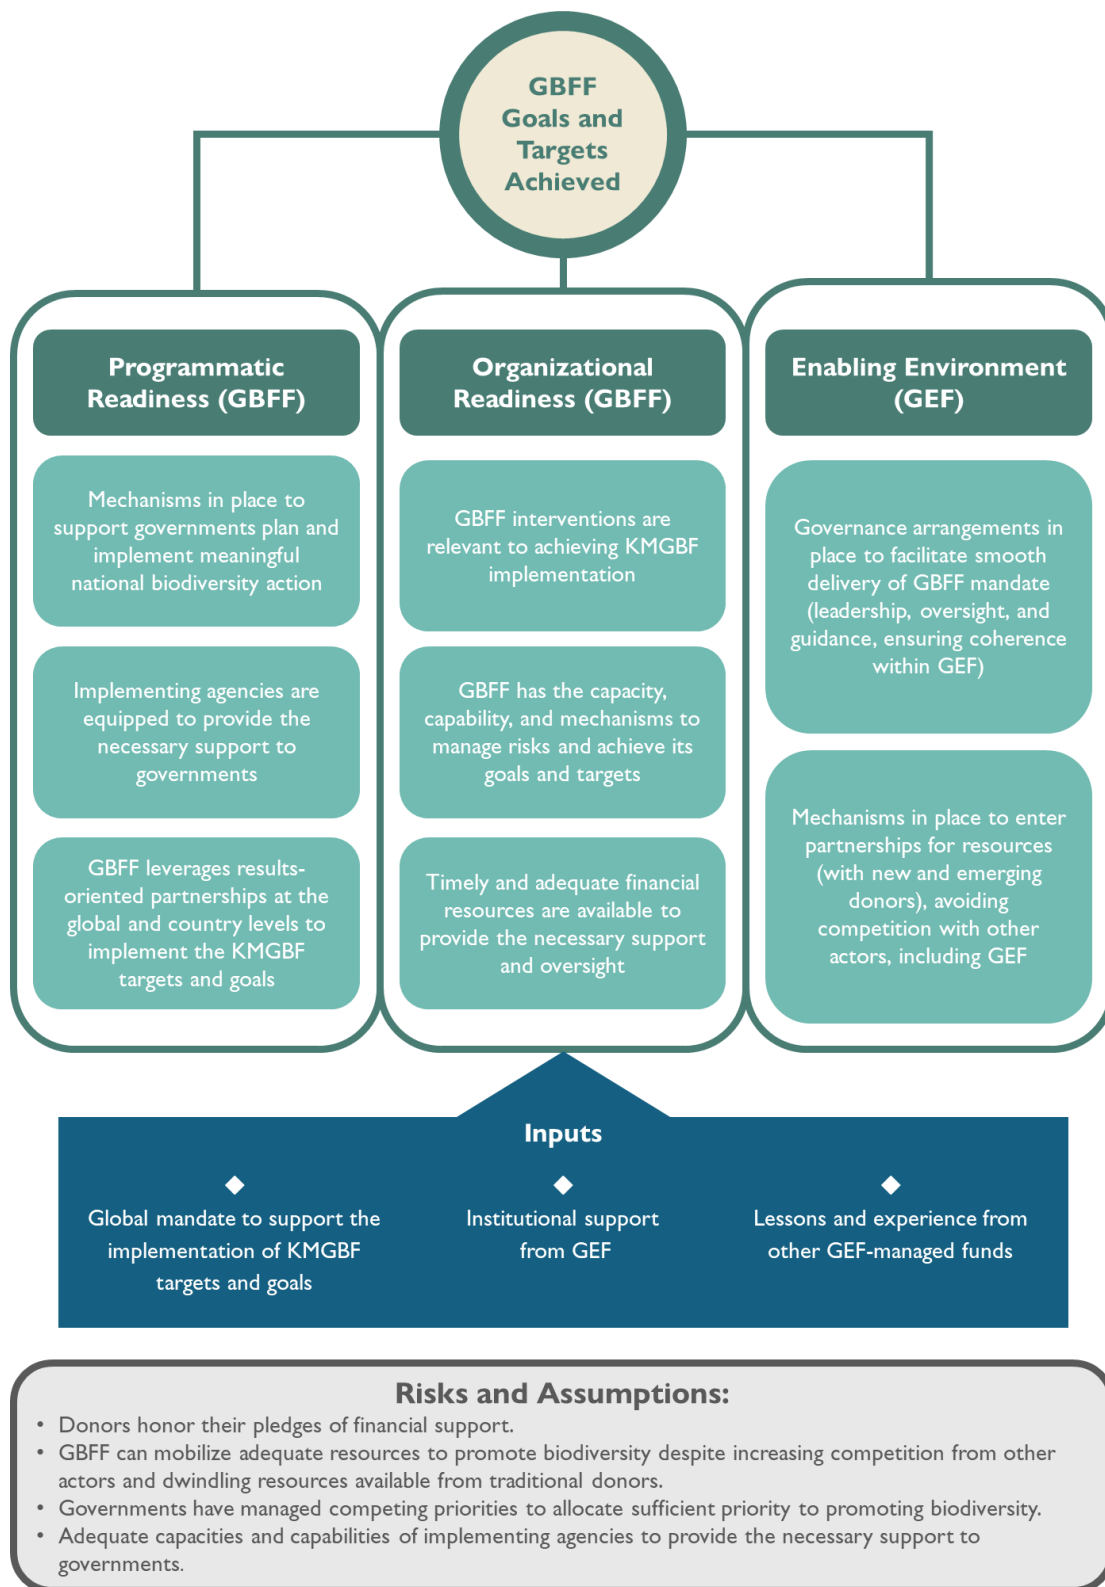 GBFF
Goals and
Targets
Achieved
Programmatic
Readiness (GBFF)
Mechanisms in place to
support governments plan and
implement meaningful
national biodiversity action
Implementing agencies are
equipped to provide the
necessary support to
governments
GBFF leverages results-
oriented partnerships at the
global and country levels to
implement the KMGBF
targets and goals
Organizational
Readiness (GBFF)
GBFF interventions are
relevant to achieving KMGBF
implementation
GBFF has the capacity,
capability, and mechanisms to
manage risks and achieve its
goals and targets
Timely and adequate financial
resources are available to
provide the necessary support
and oversight
Enabling Environment
(GEF)
Governance arrangements in
place to facilitate smooth
delivery of GBFF mandate
(leadership, oversight, and
guidance, ensuring coherence
within GEF)
Mechanisms in place to enter
partnerships for resources
(with new and emerging
donors), avoiding
competition with other
actors, including GEF
Inputs
Global mandate to support the
implementation of KMGBF
targets and goals
Institutional support
from GEF
Lessons and experience from
other GEF-managed funds
Risks and Assumptions:
• Donors honor their pledges of financial support.
• GBFF can mobilize adequate resources to promote biodiversity despite increasing competition from other
actors and dwindling resources available from traditional donors.
• Governments have managed competing priorities to allocate sufficient priority to promoting biodiversity.
• Adequate capacities and capabilities of implementing agencies to provide the necessary support to
governments.